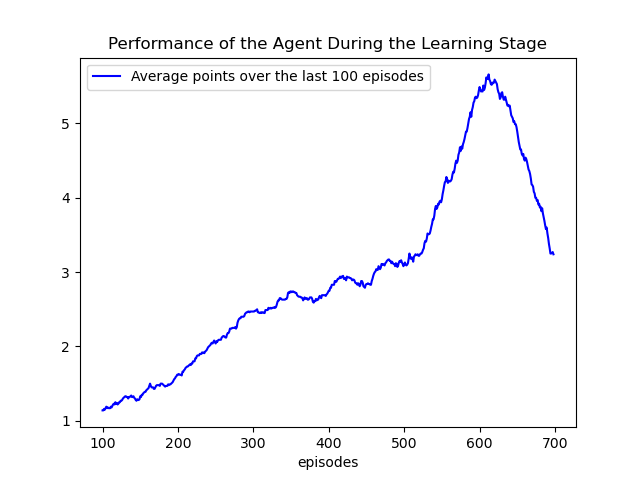 Performance of the Agent During the Learning Stage
Average points over the last 100 episodes
5
4
3
2
1
100 200 300 400 500 600 700
episodes